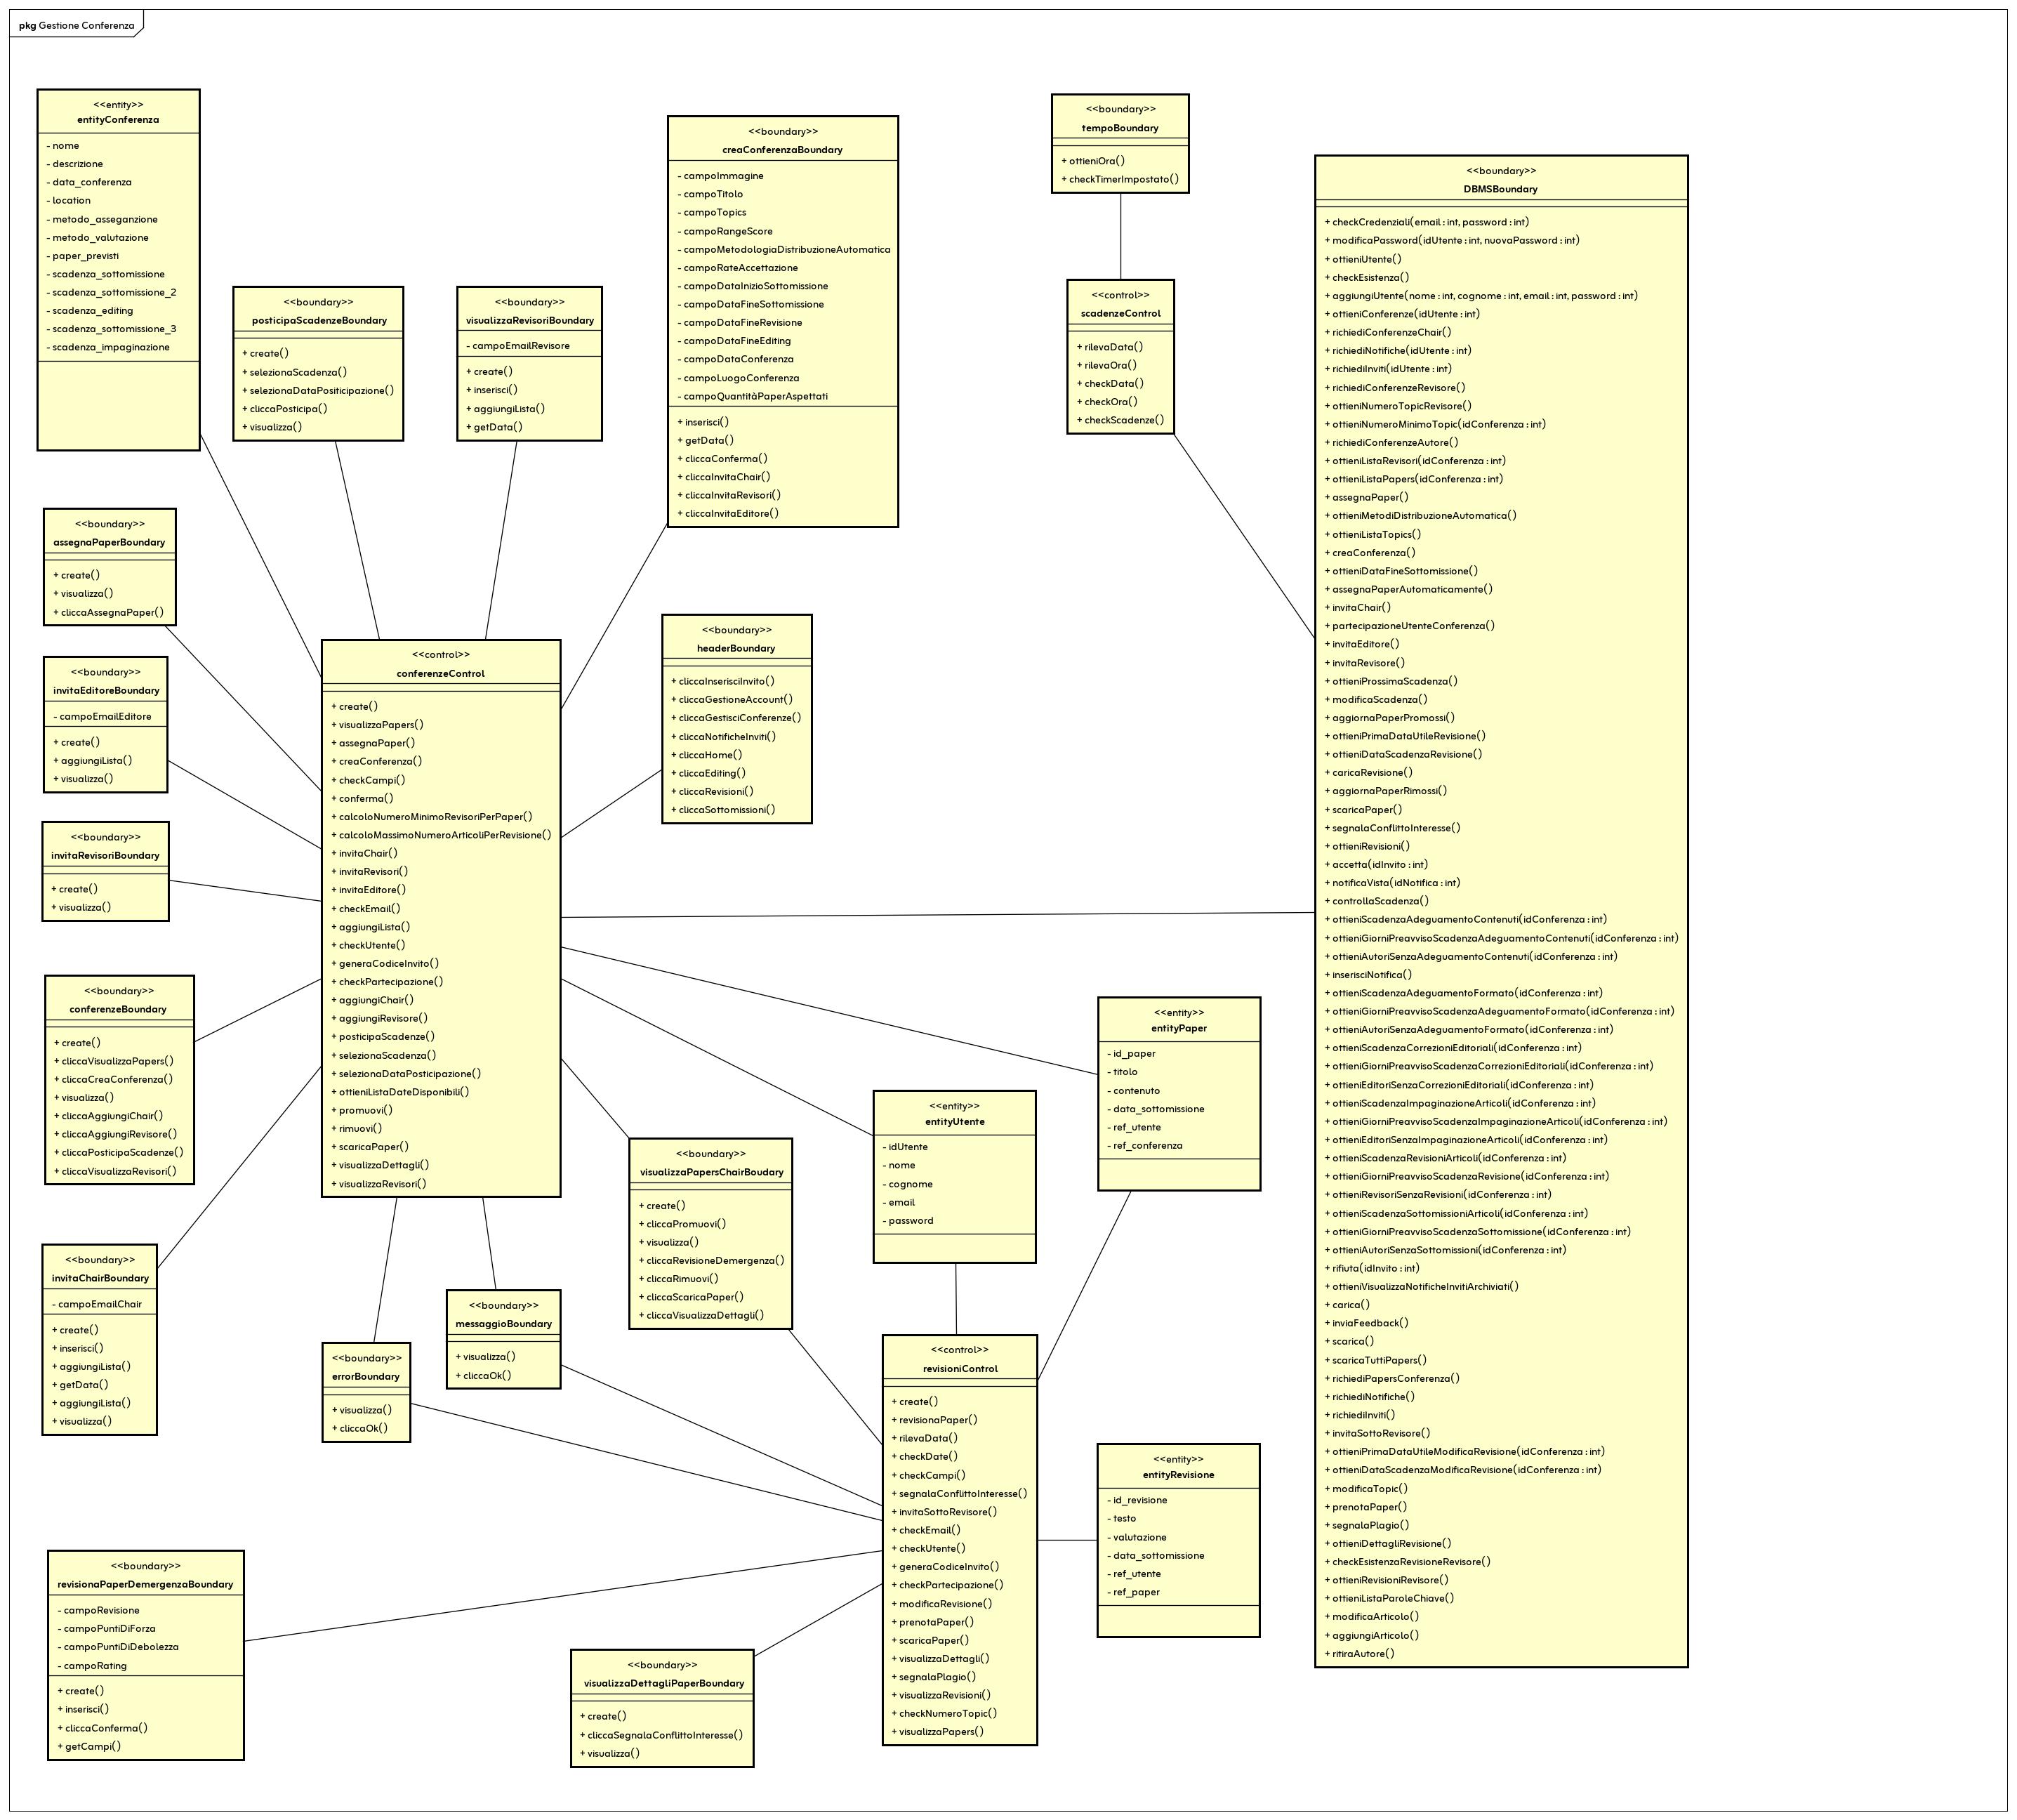 pkg Gestione Conferenza
<<entity>>
entityConferenza
- nome
- descrizione
- data_conferenza
- location
- metodo_asseganzione
- metodo_valutazione
- paper_previsti
- scadenza_sottomissione
- scadenza_sottomissione_2
- scadenza_editing
- scadenza_sottomissione_3
- scadenza_impaginazione
<<boundary>>
posticipaScadenzeBoundary
+ create()
+ selezionaScadenza()
+ selezionaDataPositicipazione()
+ cliccaPosticipa()
+ visualizza()
<<boundary>>
visualizzaRevisoriBoundary
- campoEmailRevisore
+ create()
+ inserisci()
+ aggiungiLista()
+ getData()
<<boundary>>
creaConferenzaBoundary
- campoImmagine
- campoTitolo
- campoTopics
- campoRangeScore
- campoMetodologiaDistribuzioneAutomatica
- campoRateAccettazione
- campoDataInizioSottomissione
- campoDataFineSottomissione
- campoDataFineRevisione
- campoDataFineEditing
- campoDataConferenza
- campoLuogoConferenza
- campoQuantitàPaperAspettati
+ inserisci()
+ getData()
+ cliccaConferma()
+ cliccaInvitaChair()
+ cliccaInvitaRevisori()
+ cliccaInvitaEditore()
<<boundary>>
tempoBoundary
+ ottieniOra()
+ checkTimerImpostato()
<<control>>
scadenzeControl
+ rilevaData()
+ rilevaOra()
+ checkData()
+ checkOra()
+ checkScadenze()
<<boundary>>
DBMSBoundary
+ checkCredenziali(email : int, password : int)
+ modificaPassword(idUtente : int, nuovaPassword : int)
+ ottieniUtente()
+ checkEsistenza()
+ aggiungiUtente(nome : int, cognome : int, email : int, password : int)
+ ottieniConferenze(idUtente : int)
+ richiediConferenzeChair()
+ richiediNotifiche(idUtente : int)
+ richiediInviti(idUtente : int)
+ richiediConferenzeRevisore()
+ ottieniNumeroTopicRevisore()
+ ottieniNumeroMinimoTopic(idConferenza : int)
+ richiediConferenzeAutore()
+ ottieniListaRevisori(idConferenza : int)
+ ottieniListaPapers(idConferenza : int)
+ assegnaPaper()
+ ottieniMetodiDistribuzioneAutomatica()
+ ottieniListaTopics()
+ creaConferenza()
+ ottieniDataFineSottomissione()
+ assegnaPaperAutomaticamente()
+ invitaChair()
+ partecipazioneUtenteConferenza()
+ invitaEditore()
+ invitaRevisore()
+ ottieniProssimaScadenza()
+ modificaScadenza()
+ aggiornaPaperPromossi()
+ ottieniPrimaDataUtileRevisione()
+ ottieniDataScadenzaRevisione()
+ caricaRevisione()
+ aggiornaPaperRimossi()
+ scaricaPaper()
+ segnalaConflittoInteresse()
+ ottieniRevisioni()
+ accetta(idInvito : int)
+ notificaVista(idNotifica : int)
+ controllaScadenza()
+ ottieniScadenzaAdeguamentoContenuti(idConferenza : int)
+ ottieniGiorniPreavvisoScadenzaAdeguamentoContenuti(idConferenza : int)
+ ottieniAutoriSenzaAdeguamentoContenuti(idConferenza : int)
+ inserisciNotifica()
+ ottieniScadenzaAdeguamentoFormato(idConferenza : int)
+ ottieniGiorniPreavvisoScadenzaAdeguamentoFormato(idConferenza : int)
+ ottieniAutoriSenzaAdeguamentoFormato(idConferenza : int)
+ ottieniScadenzaCorrezioniEditoriali(idConferenza : int)
+ ottieniGiorniPreavvisoScadenzaCorrezioniEditoriali(idConferenza : int)
+ ottieniEditoriSenzaCorrezioniEditoriali(idConferenza : int)
+ ottieniScadenzaImpaginazioneArticoli(idConferenza : int)
+ ottieniGiorniPreavvisoScadenzaImpaginazioneArticoli(idConferenza : int)
+ ottieniEditoriSenzaImpaginazioneArticoli(idConferenza : int)
+ ottieniScadenzaRevisioniArticoli(idConferenza : int)
+ ottieniGiorniPreavvisoScadenzaRevisione(idConferenza : int)
+ ottieniRevisoriSenzaRevisioni(idConferenza : int)
+ ottieniScadenzaSottomissioniArticoli(idConferenza : int)
+ ottieniGiorniPreavvisoScadenzaSottomissione(idConferenza : int)
+ ottieniAutoriSenzaSottomissioni(idConferenza : int)
+ rifiuta(idInvito : int)
+ ottieniVisualizzaNotificheInvitiArchiviati()
+ carica()
+ inviaFeedback()
+ scarica()
+ scaricaTuttiPapers()
+ richiediPapersConferenza()
+ richiediNotifiche()
+ richiediInviti()
+ invitaSottoRevisore()
+ ottieniPrimaDataUtileModificaRevisione(idConferenza : int)
+ ottieniDataScadenzaModificaRevisione(idConferenza : int)
+ modificaTopic()
+ prenotaPaper()
+ segnalaPlagio()
+ ottieniDettagliRevisione()
+ checkEsistenzaRevisioneRevisore()
+ ottieniRevisioniRevisore()
+ ottieniListaParoleChiave()
+ modificaArticolo()
+ aggiungiArticolo()
+ ritiraAutore()
<<boundary>>
assegnaPaperBoundary
+ create()
+ visualizza()
+ cliccaAssegnaPaper()
<<boundary>>
invitaEditoreBoundary
- campoEmailEditore
+ create()
+ aggiungiLista()
+ visualizza()
<<boundary>>
invitaRevisoriBoundary
+ create()
+ visualizza()
<<control>>
conferenzeControl
+ create()
+ visualizzaPapers()
+ assegnaPaper()
+ creaConferenza()
+ checkCampi()
+ conferma()
+ calcoloNumeroMinimoRevisoriPerPaper()
+ calcoloMassimoNumeroArticoliPerRevisione()
+ invitaChair()
+ invitaRevisori()
+ invitaEditore()
+ checkEmail()
+ aggiungiLista()
+ checkUtente()
+ generaCodiceInvito()
+ checkPartecipazione()
+ aggiungiChair()
+ aggiungiRevisore()
+ posticipaScadenze()
+ selezionaScadenza()
+ selezionaDataPosticipazione()
+ ottieniListaDateDisponibili()
+ promuovi()
+ rimuovi()
+ scaricaPaper()
+ visualizzaDettagli()
+ visualizzaRevisori()
<<boundary>>
headerBoundary
+ cliccaInserisciInvito()
+ cliccaGestioneAccount()
+ cliccaGestisciConferenze()
+ cliccaNotificheInviti()
+ cliccaHome()
+ cliccaEditing()
+ cliccaRevisioni()
+ cliccaSottomissioni()
<<boundary>>
conferenzeBoundary
+ create()
+ cliccaVisualizzaPapers()
+ cliccaCreaConferenza()
+ visualizza()
+ cliccaAggiungiChair()
+ cliccaAggiungiRevisore()
+ cliccaPosticipaScadenze()
+ cliccaVisualizzaRevisori()
<<entity>>
entityPaper
- id_paper
- titolo
- contenuto
- data_sottomissione
- ref_utente
- ref_conferenza
<<entity>>
entityUtente
- idUtente
- nome
- cognome
- email
- password
<<boundary>>
visualizzaPapersChairBoudary
+ create()
+ cliccaPromuovi()
+ visualizza()
+ cliccaRevisioneDemergenza()
+ cliccaRimuovi()
+ cliccaScaricaPaper()
+ cliccaVisualizzaDettagli()
<<boundary>>
invitaChairBoundary
- campoEmailChair
+ create()
+ inserisci()
+ aggiungiLista()
+ getData()
+ aggiungiLista()
+ visualizza()
<<boundary>>
messaggioBoundary
+ visualizza()
+ cliccaOk()
<<boundary>>
errorBoundary
+ visualizza()
+ cliccaOk()
<<control>>
revisioniControl
+ create()
+ revisionaPaper()
+ rilevaData()
+ checkDate()
+ checkCampi()
+ segnalaConflittoInteresse()
+ invitaSottoRevisore()
+ checkEmail()
+ checkUtente()
+ generaCodiceInvito()
+ checkPartecipazione()
+ modificaRevisione()
+ prenotaPaper()
+ scaricaPaper()
+ visualizzaDettagli()
+ segnalaPlagio()
+ visualizzaRevisioni()
+ checkNumeroTopic()
+ visualizzaPapers()
<<entity>>
entityRevisione
- id_revisione
- testo
- valutazione
- data_sottomissione
- ref_utente
- ref_paper
<<boundary>>
revisionaPaperDemergenzaBoundary
- campoRevisione
- campoPuntiDiForza
- campoPuntiDiDebolezza
- campoRating
+ create()
+ inserisci()
+ cliccaConferma()
+ getCampi()
<<boundary>>
visualizzaDettagliPaperBoundary
+ create()
+ cliccaSegnalaConflittoInteresse()
+ visualizza()